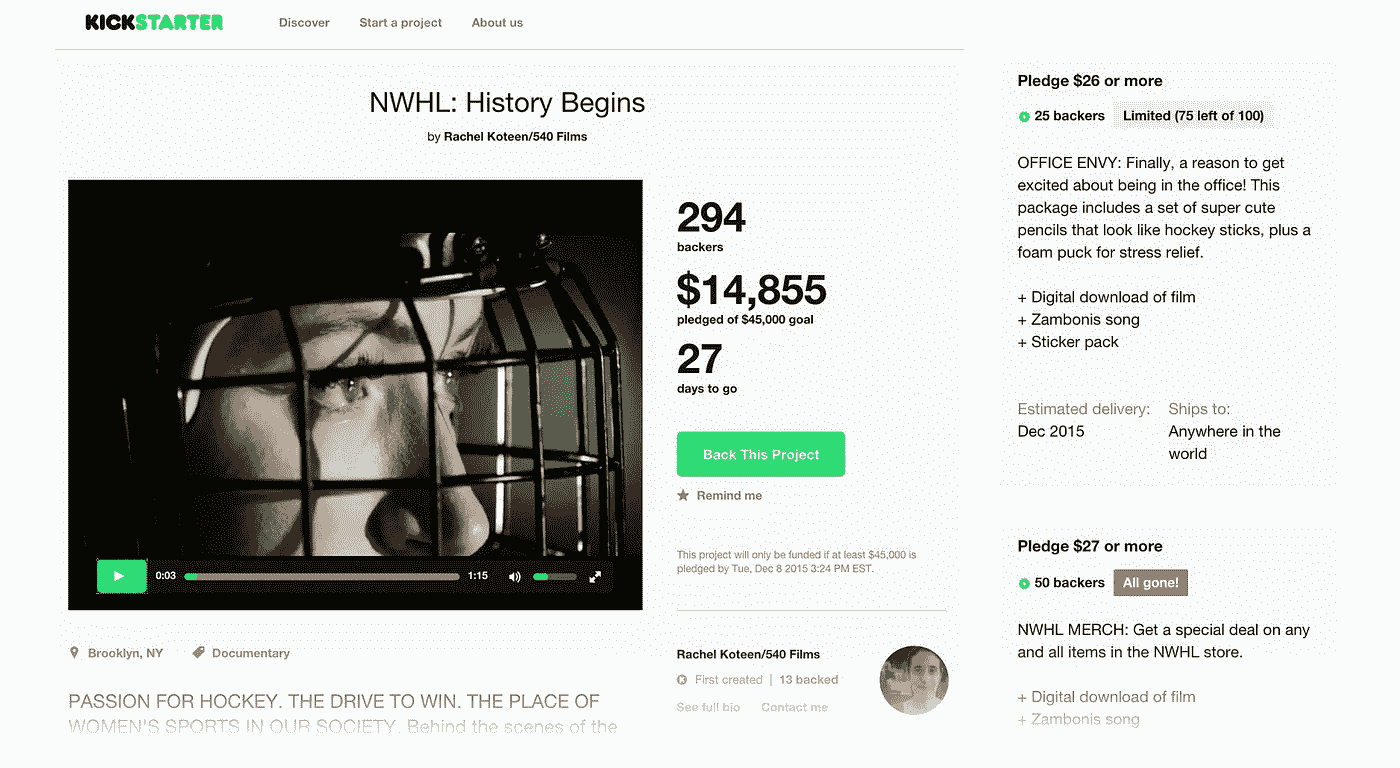 KICKSTARTER
Discover
Start a project
About us
NWHL: History Begins
by Rachel Koteen/540 Films
294
backers
$14,855
pledged of $45,000 goal
27
days to go
Back This Project
Remind me
This project will only be funded if at least $45,000 is
pledged by Tue, Dec 8 2015 3:24 PM EST.
0:03
1:15
Brooklyn, NY
Documentary
PASSION FOR HOCKEY. THE DRIVE TO WIN. THE PLACE OF
WOMEN'S SPORTS IN OUR SOCIETY. Behind the scenes of the
Rachel Koteen/540 Films
First created | 13 backed
See full bio
Contact me
Pledge $26 or more
25 backers
Limited (75 left of 100)
OFFICE ENVY: Finally, a reason to get
excited about being in the office! This
package includes a set of super cute
pencils that look like hockey sticks, plus a
foam puck for stress relief.
+ Digital download of film
+ Zambonis song
+ Sticker pack
Estimated delivery:
Dec 2015
Ships to:
Anywhere in the
world
Pledge $27 or more
50 backers
All gone!
NWHL MERCH: Get a special deal on any
and all items in the NWHL store.
+ Digital download of film
+ Zambonis song